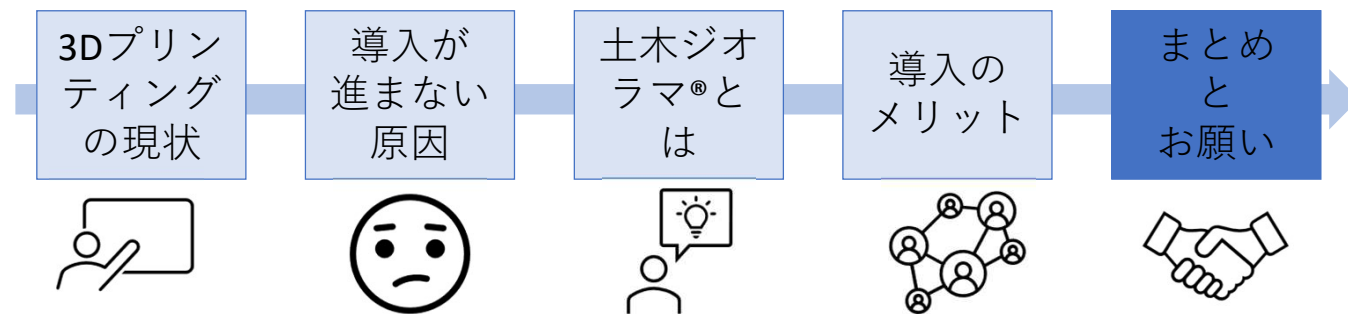 3Dプリン
ティング
の現状
導入が
進まない
原因
土木ジオ
ラマ®と
は
導入の
メリット
まとめ
と
お願い